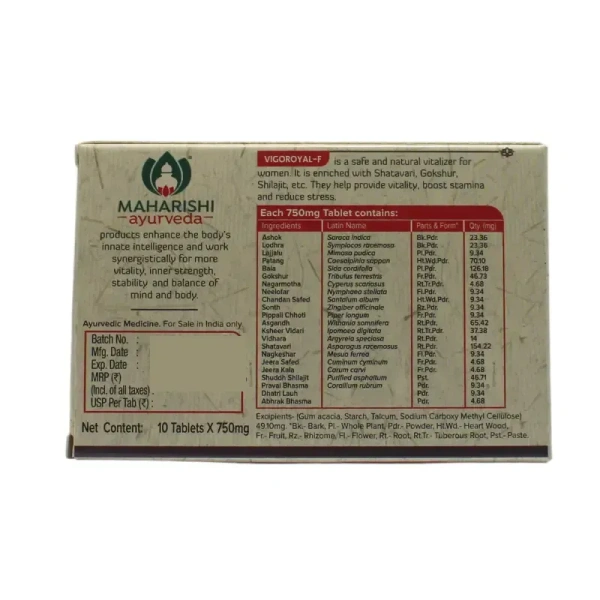 MAHARISHI
ayurveda
products enhance the body's
innate intelligence and work
synergistically for more
vitality, inner strength,
stability and balance of
mind and body.
Ayurvedic Medicine. For Sale in India only
Batch No. :
Mfg. Date :
Exp. Date :
MRP (₹)
(Incl. of all taxes) :
USP Per Tab (₹) :
Net Content: 10 Tablets X 750mg
VIGOROYAL-F is a safe and natural vitalizer for
women. It is enriched with Shatavari, Gokshur,
Shilajit, etc. They help provide vitality, boost stamina
and reduce stress.
Each 750mg Tablet contains:
Ingredients Latin Name Parts & Form* Qty (mg)
Ashok Saraca indica Bk.Pdr. 23.36
Lodhra Symplocos racemosa Bk.Pdr. 23.36
Lajjalu Mimosa pudica Pl.Pdr. 9.34
Patang Caesalpinia sappan Ht.Wd.Pdr. 70.10
Bala Sida cordifolia Pl.Pdr. 126.18
Gokshur Tribulus terrestris Fr.Pdr. 46.73
Nagarmotha Cyperus scariosus Rt.Tr.Pdr. 4.68
Neelofar Nymphaea stellata Fl.Pdr. 9.34
Chandan Safed Santalum album Ht.Wd.Pdr. 9.34
Sunth Zingiber officinale Rz.Pdr. 9.34
Pippali Chhoti Piper longum Fr.Pdr. 9.34
Asgandh Withania somnifera Rt.Pdr. 65.42
Ksheer Vidari Ipomoea digitata Rt.Tr.Pdr. 37.38
Vidhara Argyreia speciosa Rt.Pdr. 14
Shatavari Asparagus racemosus Rt.Pdr. 154.22
Nagkeshar Mesua ferrea Fl.Pdr. 9.34
Jeera Safed Cuminum cyminum Fr.Pdr. 4.68
Jeera Kala Carum carvi Fr.Pdr. 4.68
Shuddh Shilajit Purified asphaltum Pst. 46.71
Praval Bhasma Corallium rubrum Pdr. 9.34
Dhatri Lauh Pdr. 9.34
Abhrak Bhasma Pdr. 4.68
Excipients- (Gum acacia, Starch, Talcum, Sodium Carboxy Methyl Cellulose)
49.10mg. *Bk.- Bark, Pl.- Whole Plant, Pdr.- Powder, Ht.Wd.- Heart Wood,
Fr.- Fruit, Rz.- Rhizome, Fl.- Flower, Rt.- Root, Rt.Tr.- Tuberous Root, Pst.- Paste.